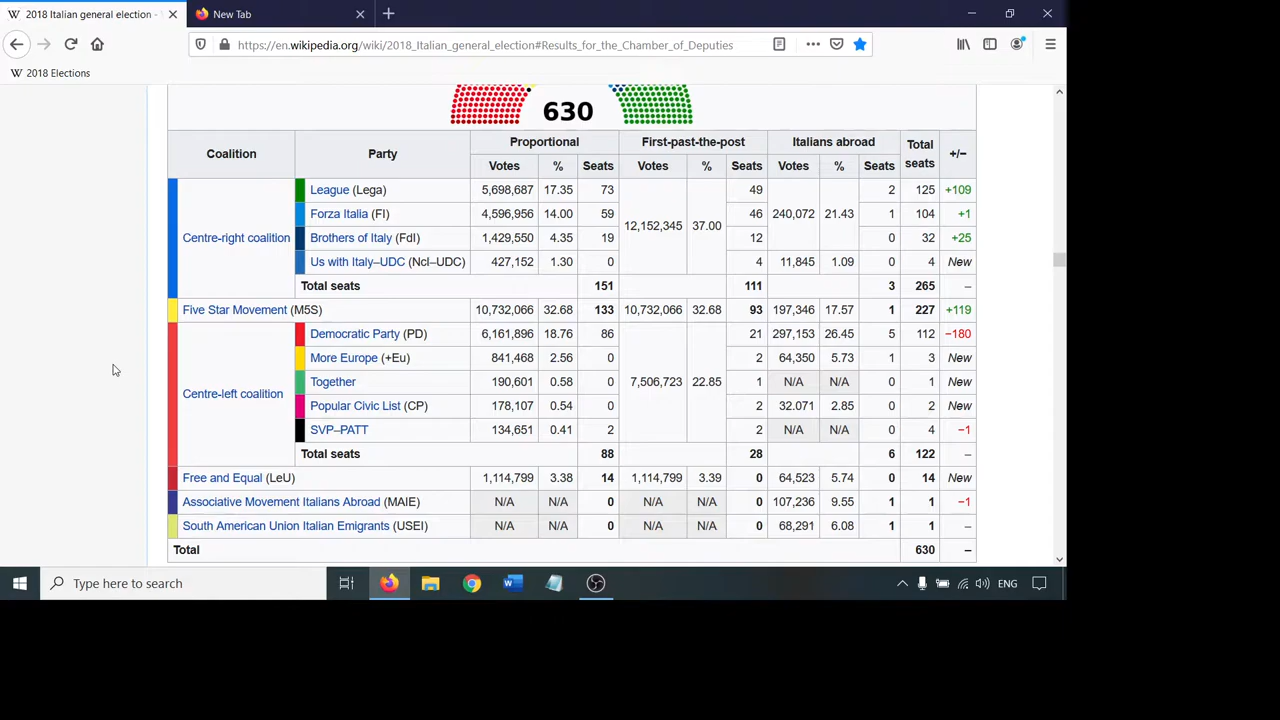 2018 Italian general election -
New Tab
https://en.wikipedia.org/wiki/2018_Italian_general_election#Results_for_the_Chamber_of_Deputies
2018 Elections
630
Coalition Party Proportional First-past-the-post Italians abroad Total seats +/−
Votes % Seats Votes % Seats Votes % Seats
Centre-right coalition League (Lega) 5,698,687 17.35 73 12,152,345 37.00 49 240,072 21.43 2 125 +109
Forza Italia (FI) 4,596,956 14.00 59 46 1 104 +1
Brothers of Italy (FdI) 1,429,550 4.35 19 12 0 32 +25
Us with Italy–UDC (NcI–UDC) 427,152 1.30 0 4 11,845 1.09 0 4 New
Total seats 151 111 3 265 –
Five Star Movement (M5S) 10,732,066 32.68 133 10,732,066 32.68 93 197,346 17.57 1 227 +119
Centre-left coalition Democratic Party (PD) 6,161,896 18.76 86 7,506,723 22.85 21 297,153 26.45 5 112 −180
More Europe (+Eu) 841,468 2.56 0 2 64,350 5.73 1 3 New
Together 190,601 0.58 0 1 N/A N/A 0 1 New
Popular Civic List (CP) 178,107 0.54 0 2 32.071 2.85 0 2 New
SVP–PATT 134,651 0.41 2 2 N/A N/A 0 4 −1
Total seats 88 28 6 122 –
Free and Equal (LeU) 1,114,799 3.38 14 1,114,799 3.39 0 64,523 5.74 0 14 New
Associative Movement Italians Abroad (MAIE) N/A N/A 0 N/A N/A 0 107,236 9.55 1 1 −1
South American Union Italian Emigrants (USEI) N/A N/A 0 N/A N/A 0 68,291 6.08 1 1 –
Total 630 –
Type here to search
ENG